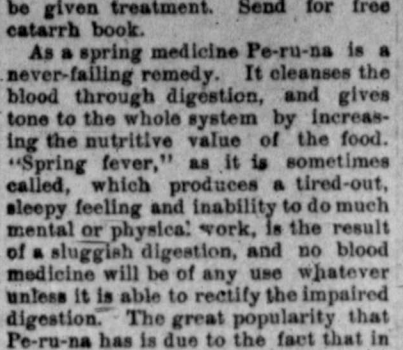 be given treatment. Send for free
catarrh book.
As a spring medicine Pe-ru-na is a
never-failing remedy. It cleanses the
blood through digestion, and gives
tone to the whole system by increas-
ing the nutritive value of the food.
"Spring fever," as it is sometimes
called, which produces a tired-out,
sleepy feeling and inability to do much
mental or physical work, is the result
of a sluggish digestion, and no blood
medicine will be of any use whatever
unless it is able to rectify the impaired
digestion. The great popularity that
Pe-ru-na has is due to the fact that in